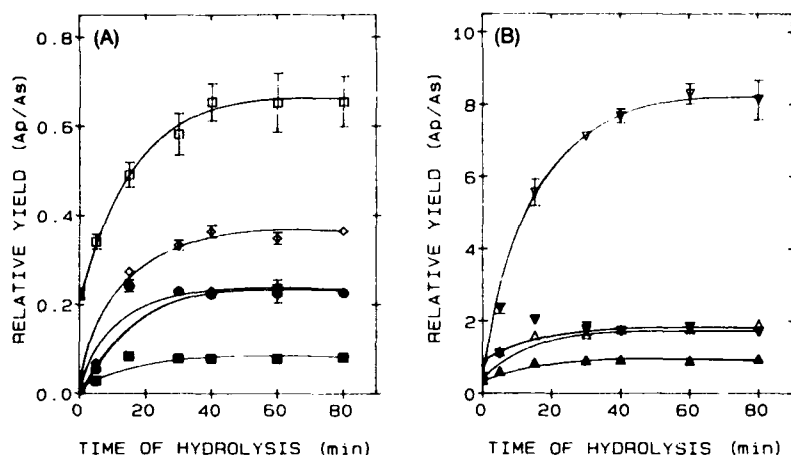 (A)
RELATIVE YIELD (Ap/As)
0.8
0.6
0.4
0.2
0.0
0 20 40 60 80
TIME OF HYDROLYSIS (min)
(B)
RELATIVE YIELD (Ap/As)
10
8
6
4
2
0
0 20 40 60 80
TIME OF HYDROLYSIS (min)